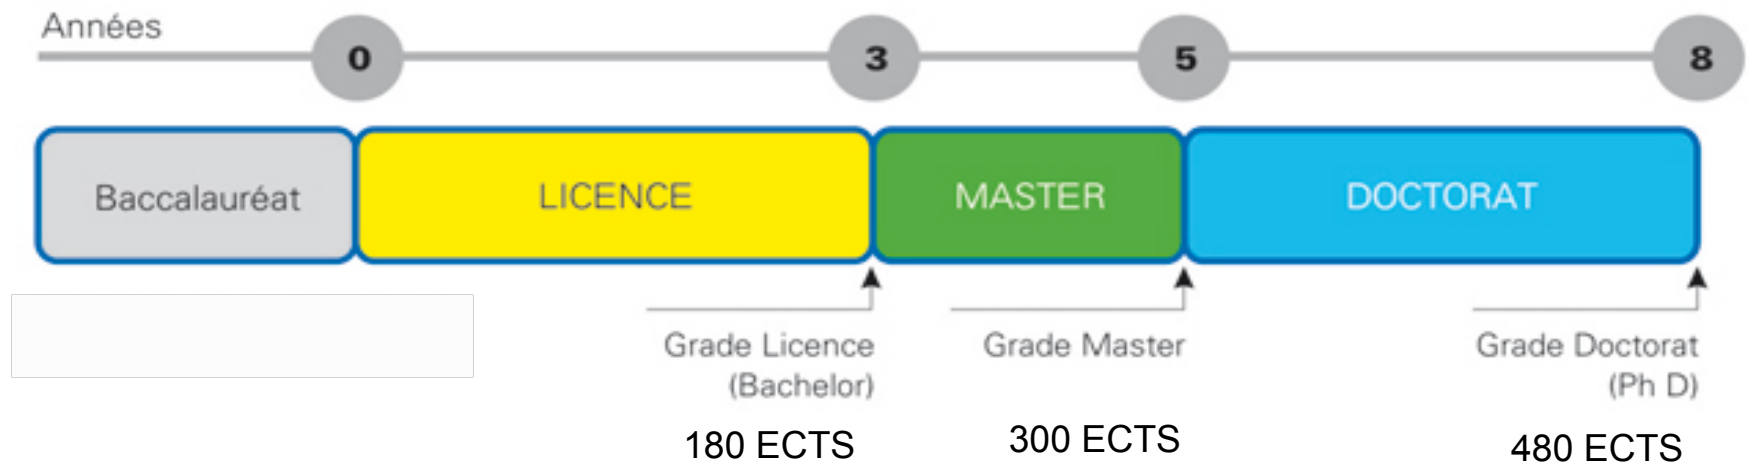 Années
0 3 5 8
Baccalauréat LICENCE MASTER DOCTORAT
Grade Licence
(Bachelor)
180 ECTS
Grade Master
300 ECTS
Grade Doctorat
(Ph D)
480 ECTS